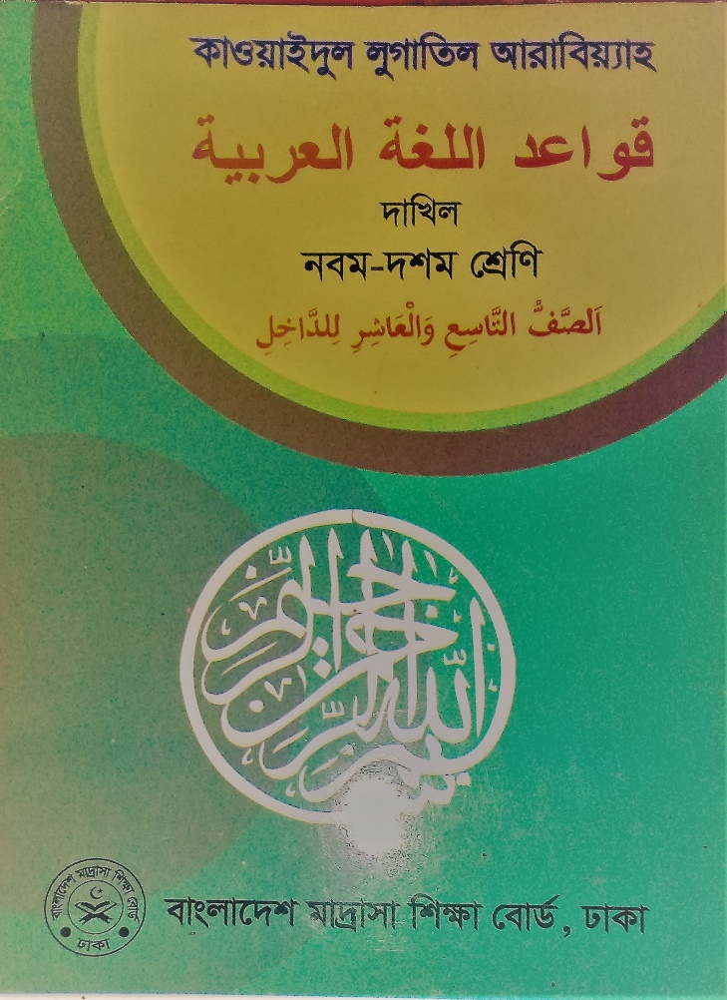 কাওয়াইদুল লুগাতিল আরাবিয়্যাহ
قواعد اللغة العربية
দাখিল
নবম-দশম শ্রেণি
اَلصَّفُّ التَّاسِعِ وَالْعَاشِرِ لِلدَّاخِلِ
بسم الله الرحمن الرحيم
বাংলাদেশ মাদ্রাসা শিক্ষা বোর্ড
ঢাকা
বাংলাদেশ মাদ্রাসা শিক্ষা বোর্ড, ঢাকা